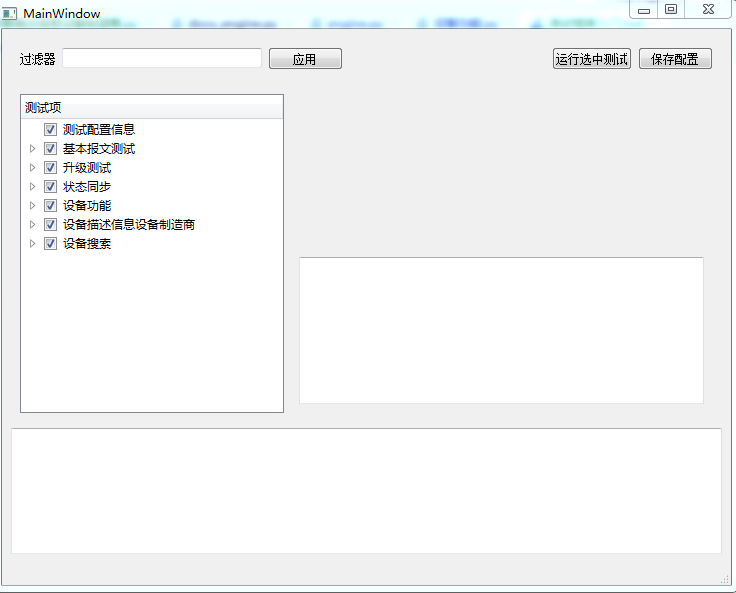 MainWindow
过滤器 应用 运行选中测试 保存配置
测试项
测试配置信息
基本报文测试
升级测试
状态同步
设备功能
设备描述信息设备制造商
设备搜索